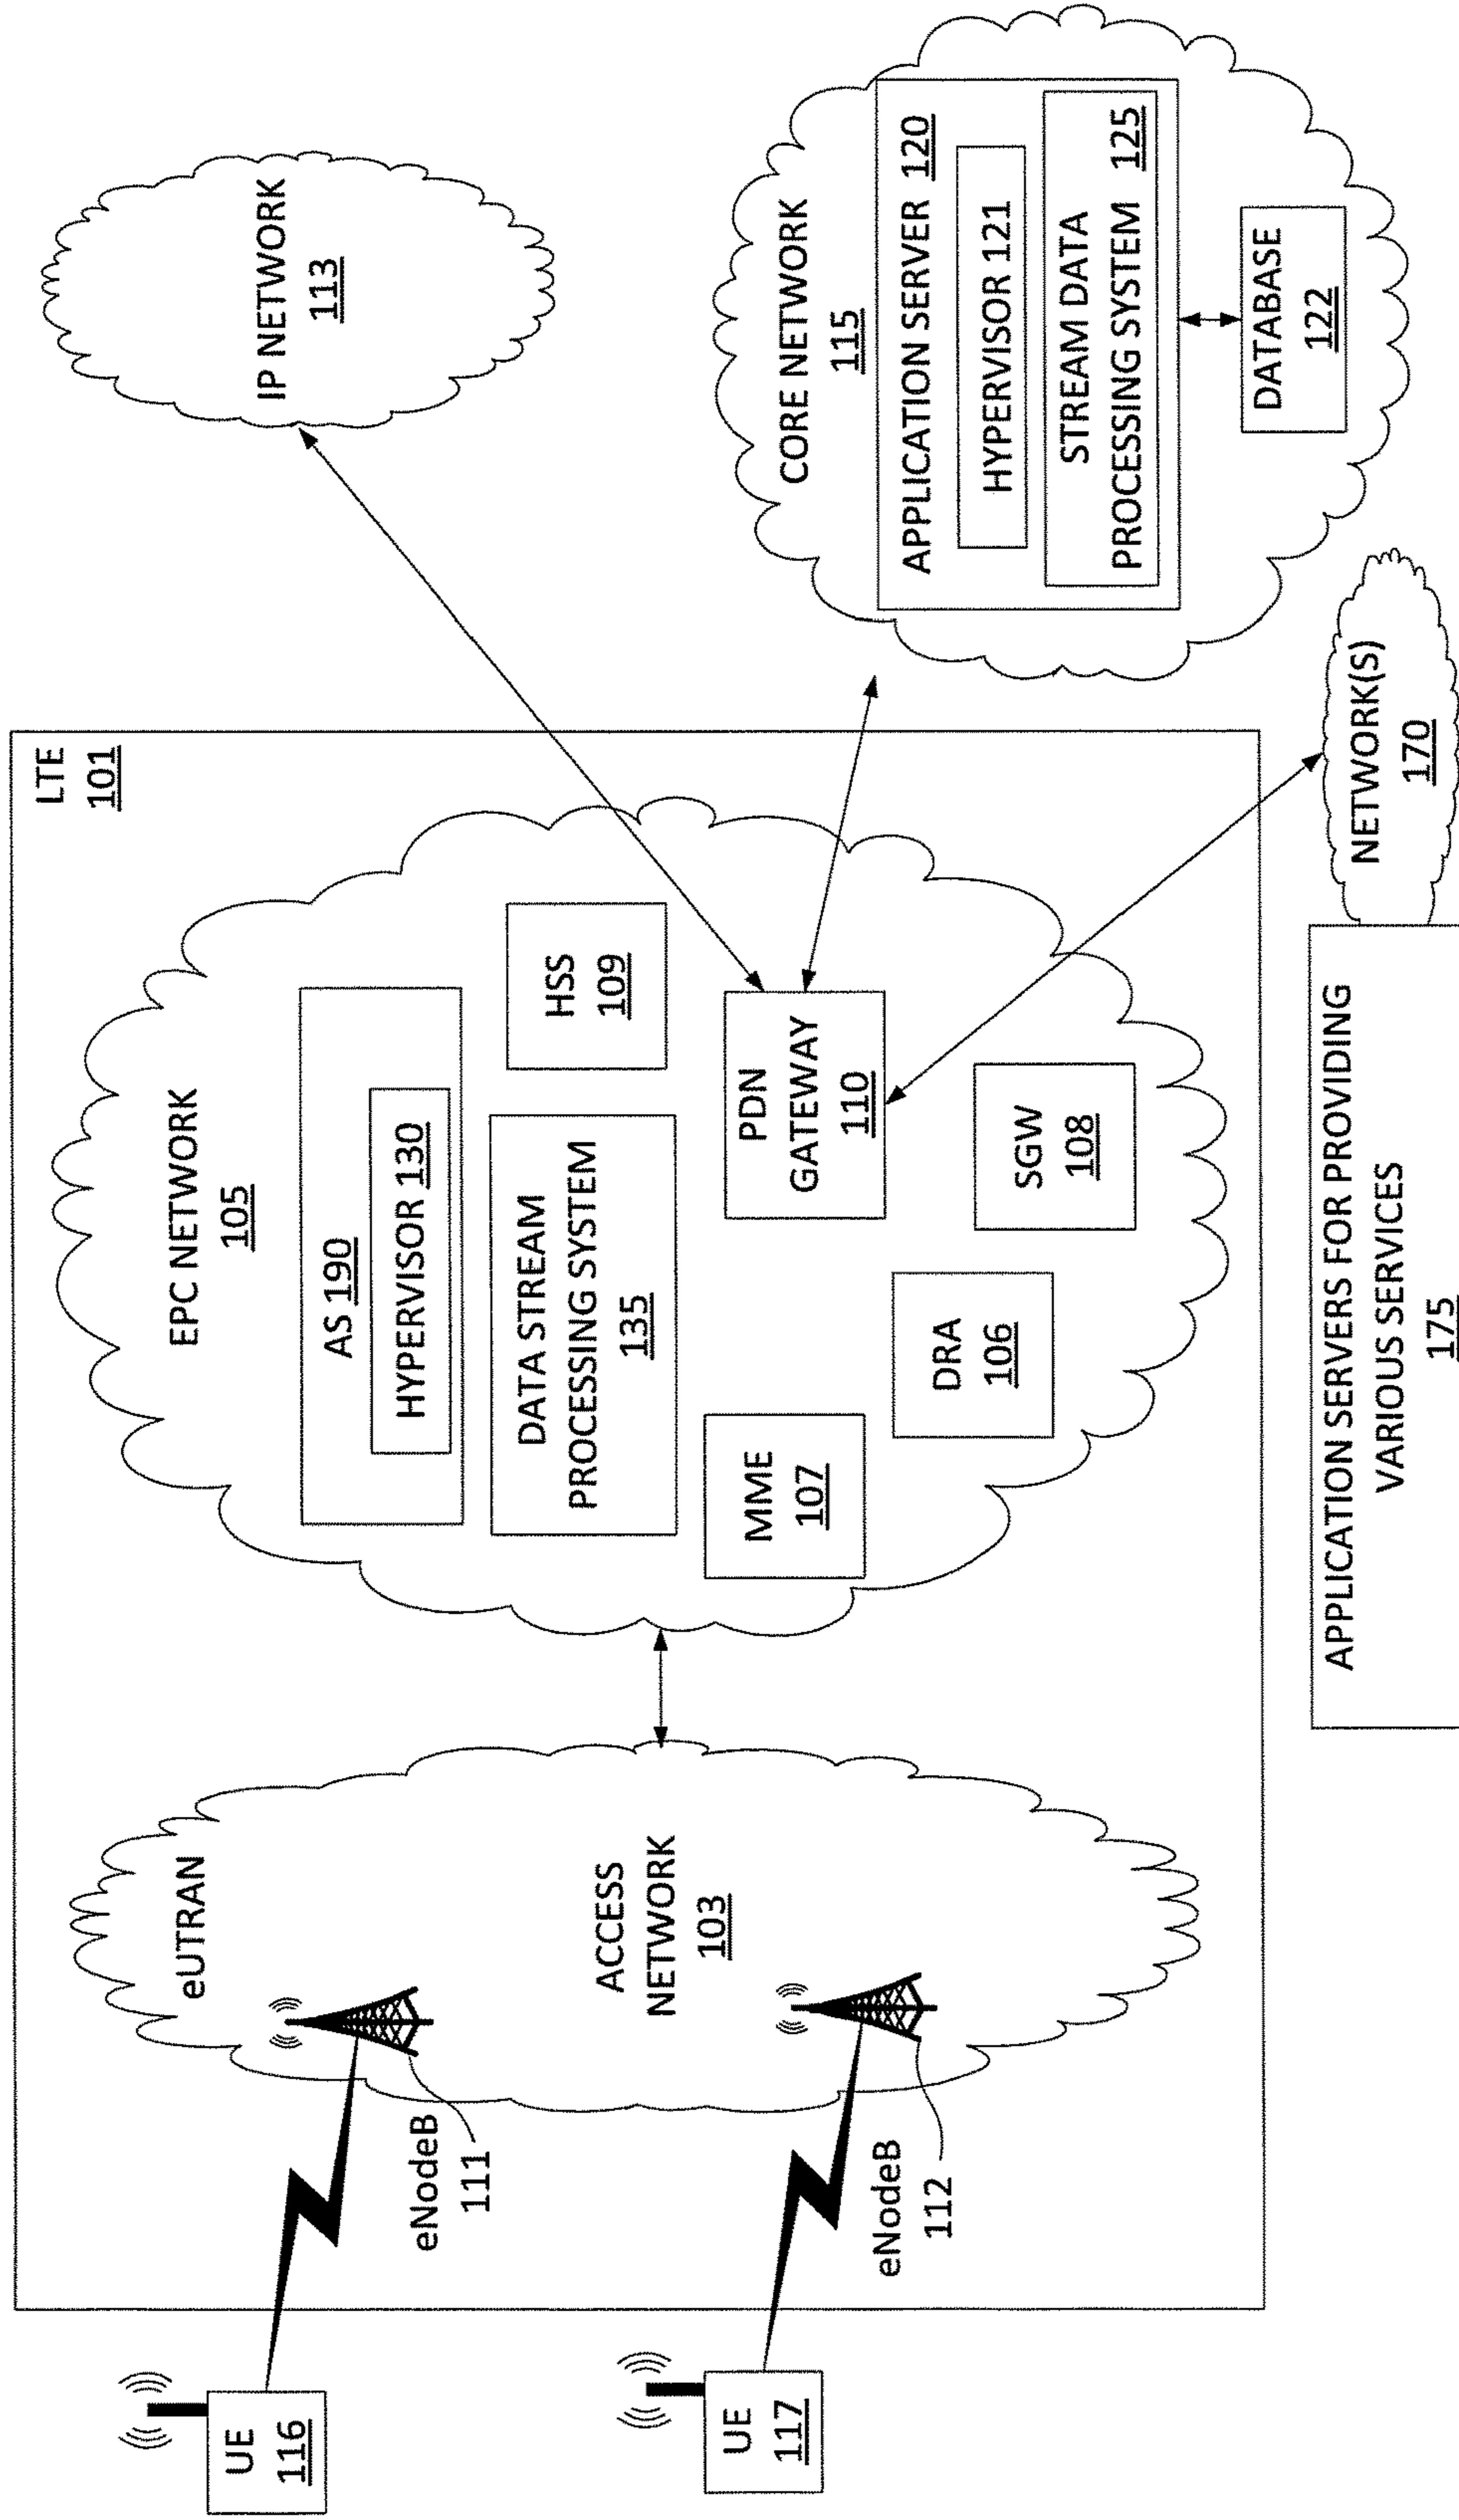 LTE
101
eUTRAN
ACCESS
NETWORK
103
UE
116
UE
117
eNodeB
111
eNodeB
112
EPC NETWORK
105
AS 190
HYPERVISOR 130
DATA STREAM
PROCESSING SYSTEM
135
HSS
109
MME
107
PDN
GATEWAY
110
DRA
106
SGW
108
IP NETWORK
113
CORE NETWORK
115
APPLICATION SERVER 120
HYPERVISOR 121
STREAM DATA
PROCESSING SYSTEM 125
DATABASE
122
NETWORK(S)
170
APPLICATION SERVERS FOR PROVIDING
VARIOUS SERVICES
175